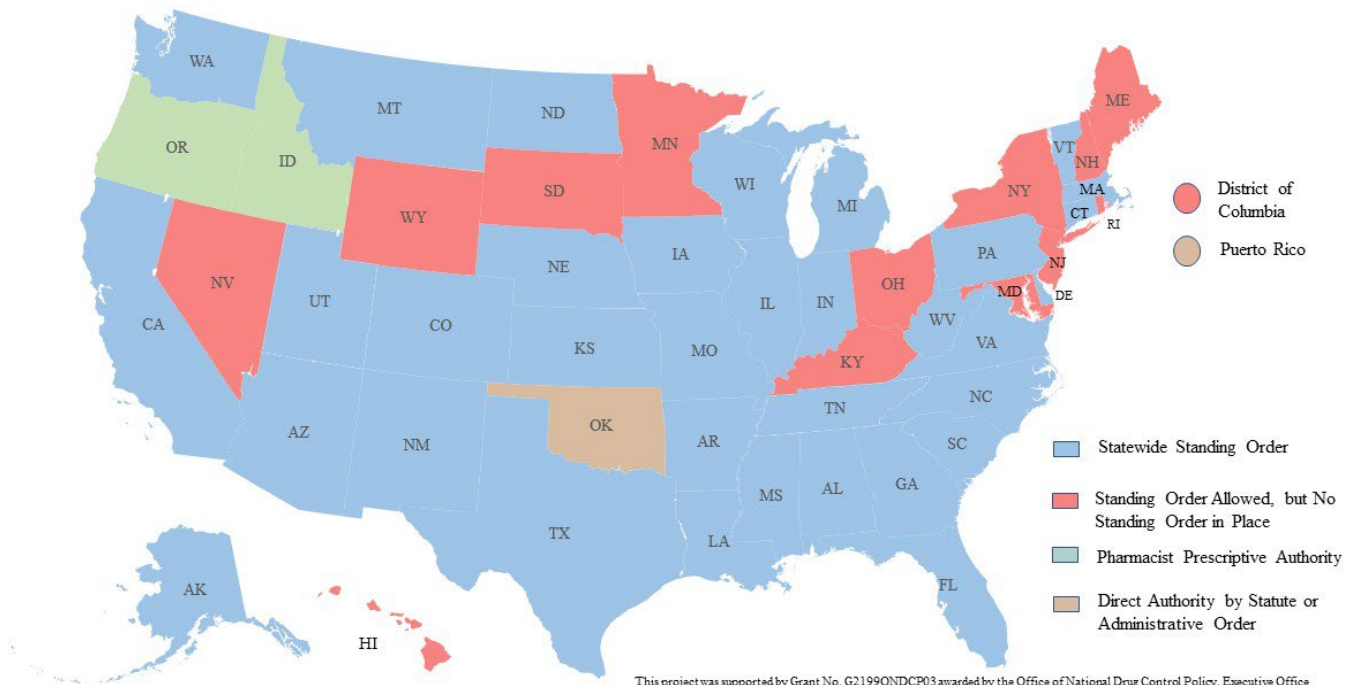 WA
MT
ND
MN
ME
OR
ID
WY
SD
WI
MI
NY
VT
NH
MA
CT
RI
NV
UT
CO
NE
IA
IL
IN
OH
PA
NJ
MD
DE
CA
KS
MO
KY
WV
VA
AZ
NM
OK
AR
TN
NC
SC
TX
LA
MS
AL
GA
FL
AK
HI
District of
Columbia
Puerto Rico
Statewide Standing Order
Standing Order Allowed, but No
Standing Order in Place
Pharmacist Prescriptive Authority
Direct Authority by Statute or
Administrative Order
This project was supported by Grant No. G2199ONDCP03 awarded by the Office of National Drug Control Policy, Executive Office